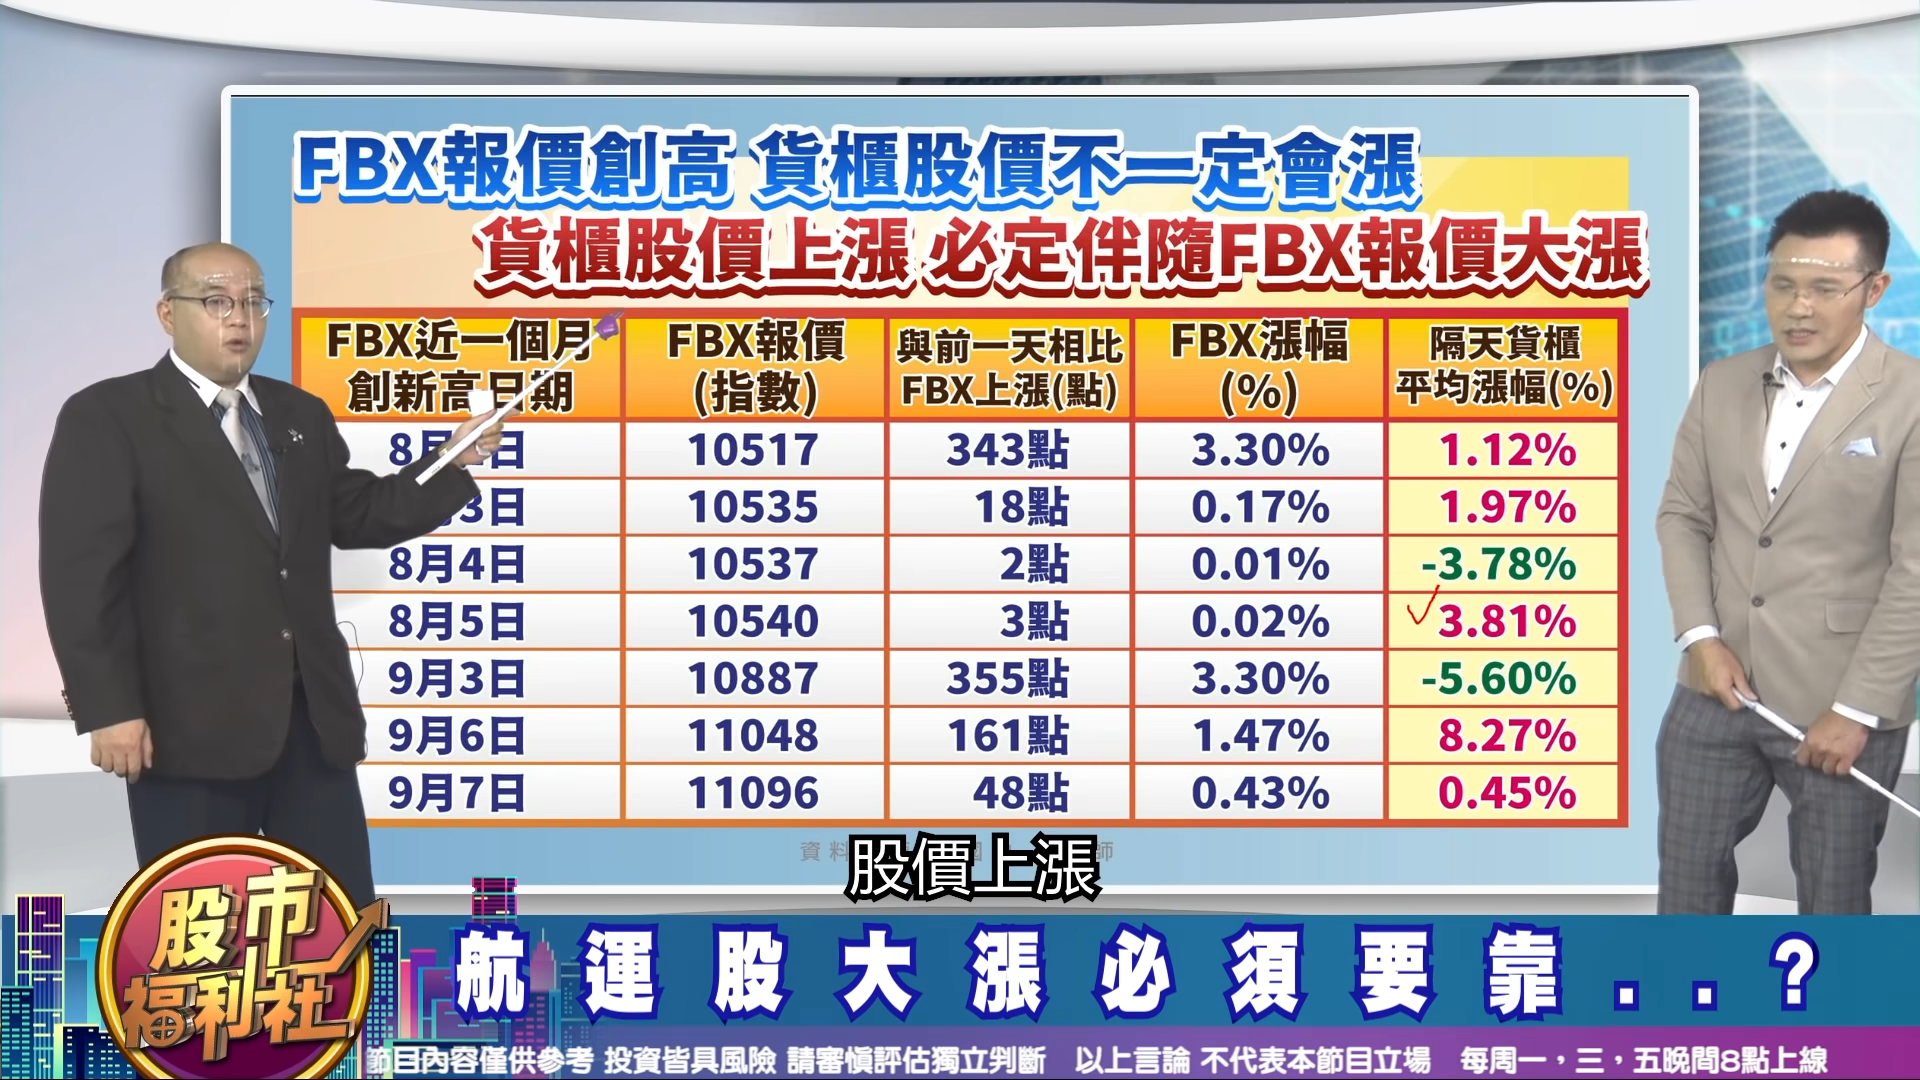 FBX報價創高 貨櫃股價不一定會漲
貨櫃股價上漲 必定伴隨FBX報價大漲
FBX近一個月創新高日期 FBX報價(指數) 與前一天相比FBX上漲(點) FBX漲幅(%) 隔天貨櫃平均漲幅(%)
8月 日 10517 343點 3.30% 1.12%
3日 10535 18點 0.17% 1.97%
8月4日 10537 2點 0.01% -3.78%
8月5日 10540 3點 0.02% 3.81%
9月3日 10887 355點 3.30% -5.60%
9月6日 11048 161點 1.47% 8.27%
9月7日 11096 48點 0.43% 0.45%
資料 師
股價上漲
股市福利社
航運股大漲必須要靠..?
節目內容僅供參考 投資皆具風險 請審慎評估獨立判斷 以上言論 不代表本節目立場 每周一，三，五晚間8點上線